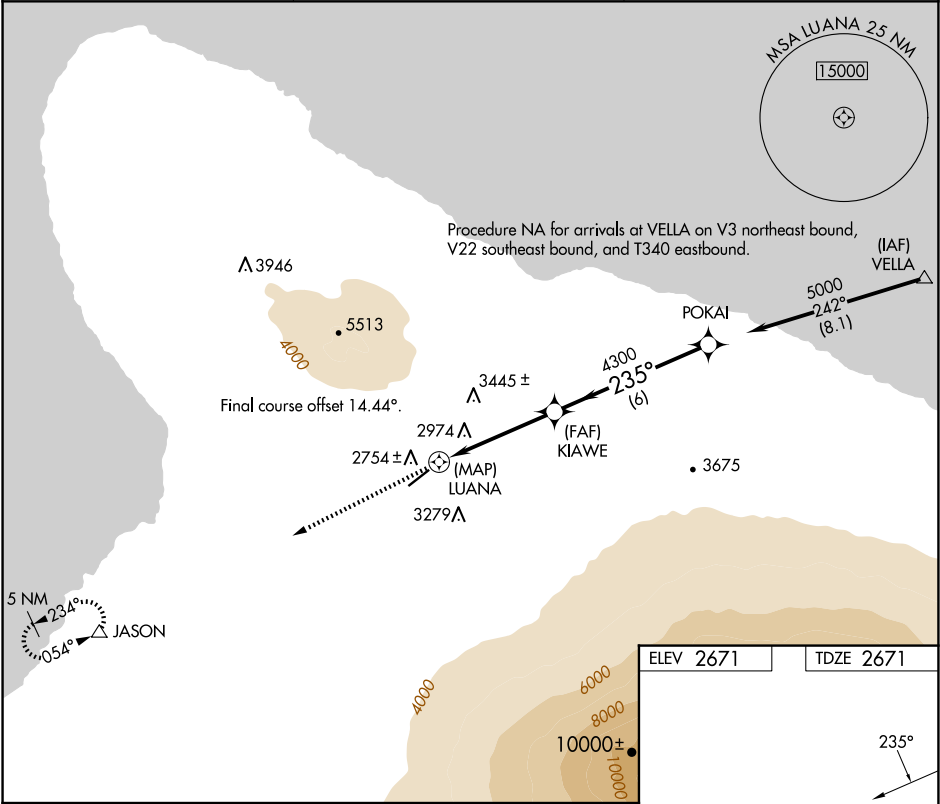 MSA LUANA 25 NM
15000
Procedure NA for arrivals at VELLA on V3 northeast bound,
V22 southeast bound, and T340 eastbound.
(IAF)
VELLA
5000
242°
(8.1)
POKAI
4300
235°
(6)
3946
5513
4000
3445 ±
Final course offset 14.44°.
2974
(FAF)
KIAWE
2754 ±
(MAP)
LUANA
3675
3279
5 NM
234°
054°
JASON
ELEV 2671
TDZE 2671
4000
6000
8000
10000±
10000
235°